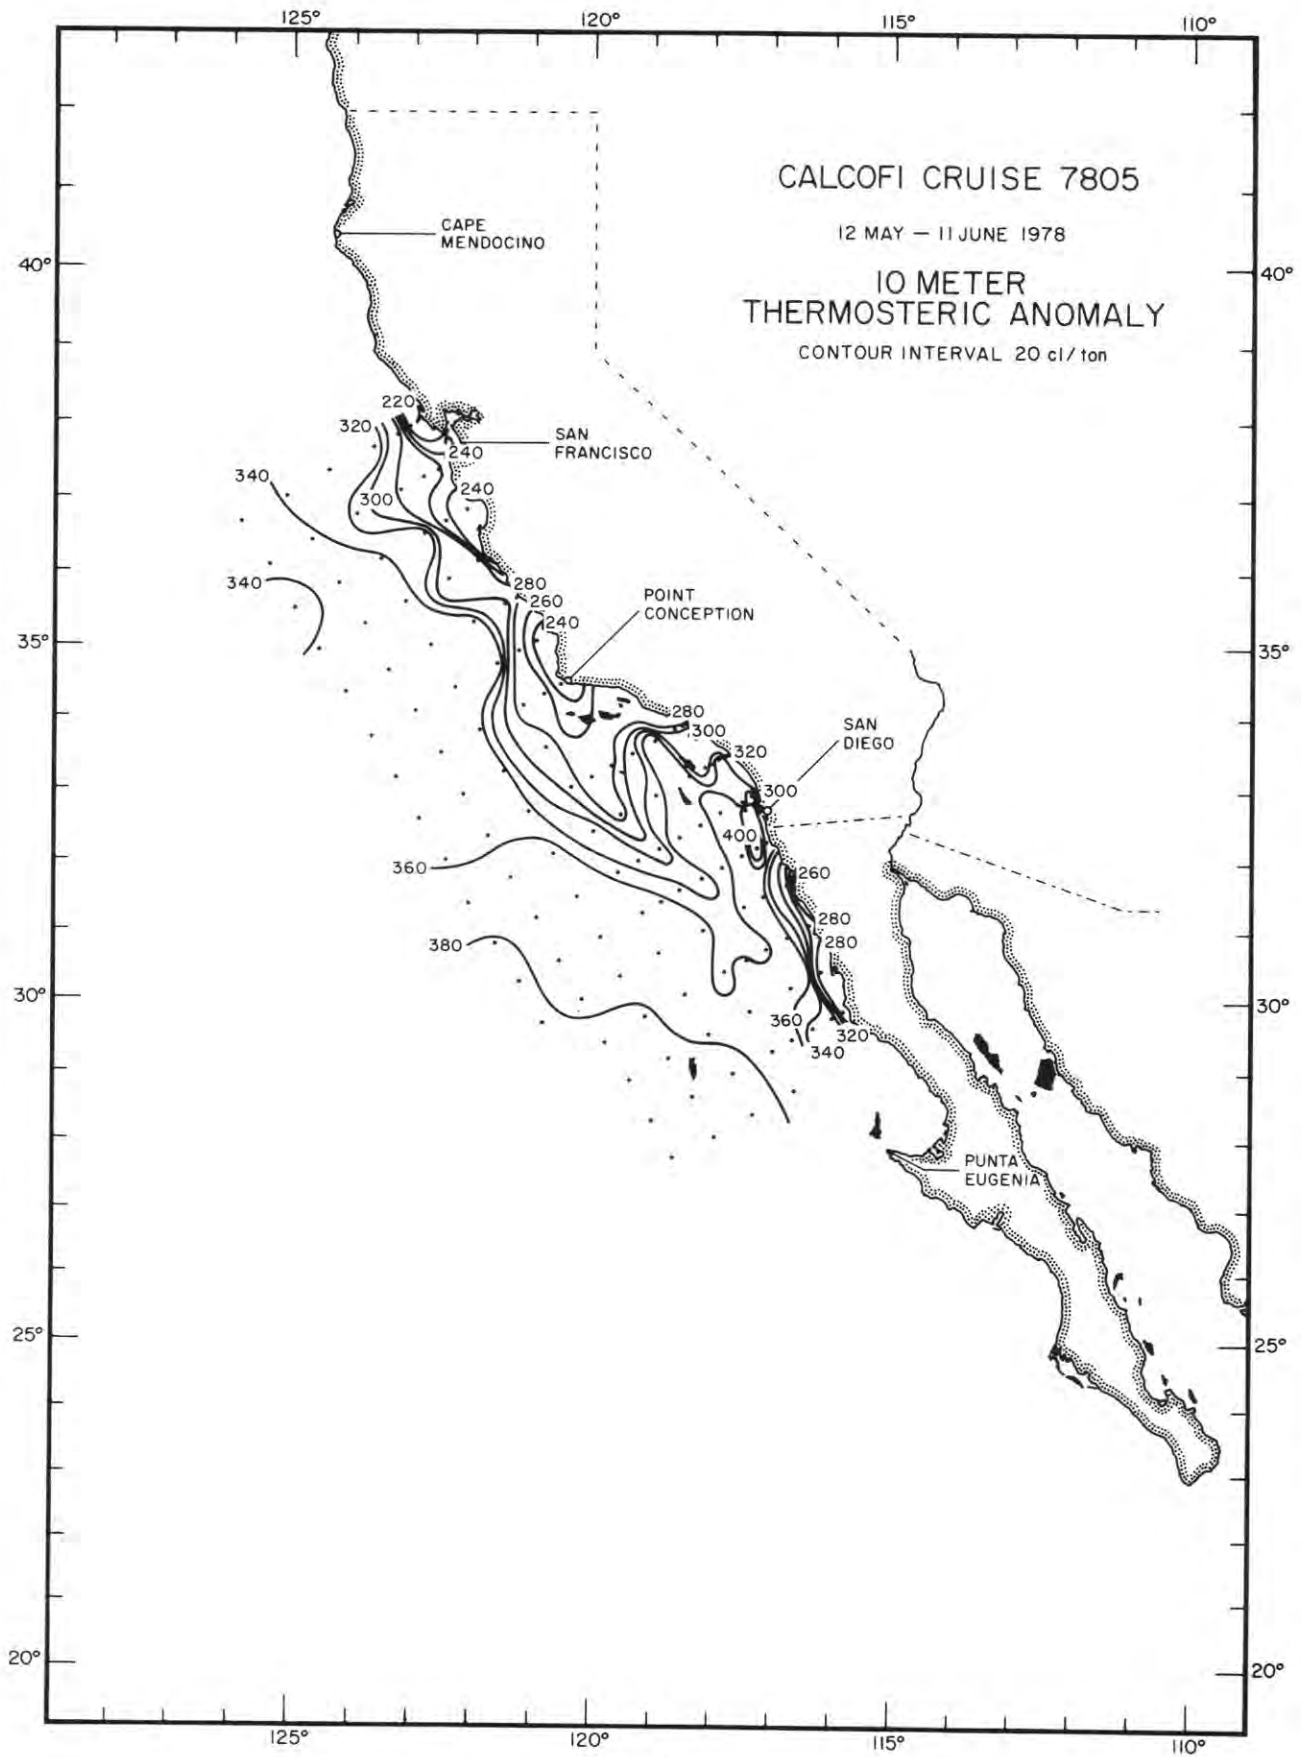 125°
120°
115°
110°
CALCOFI CRUISE 7805
12 MAY — 11 JUNE 1978
10 METER
THERMOSTERIC ANOMALY
CONTOUR INTERVAL 20 cl/ton
CAPE
MENDOCINO
40°
40°
220
320
SAN
FRANCISCO
240
340
240
300
340
280
260
240
POINT
CONCEPTION
35°
35°
280
300
SAN
DIEGO
320
300
400
360
260
280
380
280
30°
30°
360
320
340
PUNTA
EUGENIA
25°
25°
20°
20°
125°
120°
115°
110°